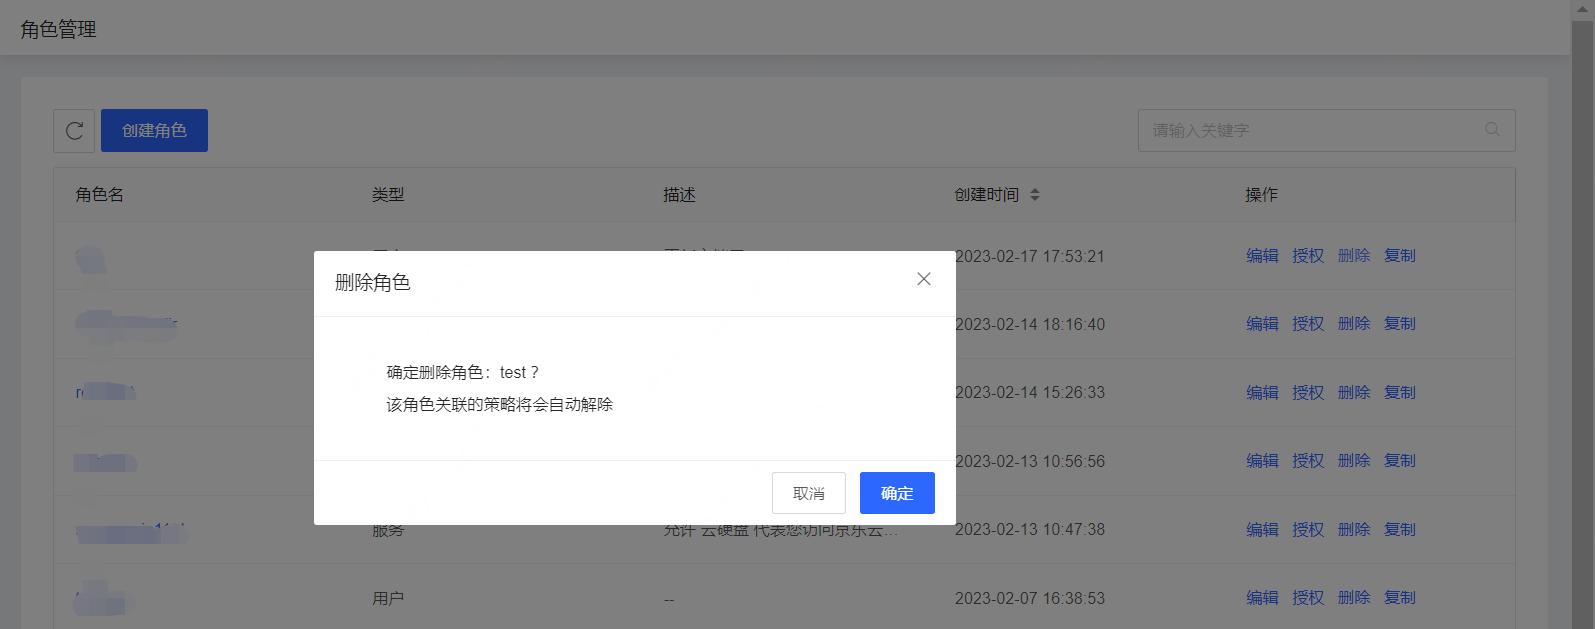 角色管理
创建角色
请输入关键字
角色名 类型 描述 创建时间 操作
2023-02-17 17:53:21 编辑 授权 删除 复制
删除角色
2023-02-14 18:16:40 编辑 授权 删除 复制
确定删除角色：test？
2023-02-14 15:26:33 编辑 授权 删除 复制
该角色关联的策略将会自动解除
2023-02-13 10:56:56 编辑 授权 删除 复制
取消 确定
服务 允许 云硬盘 代表您访问京东云... 2023-02-13 10:47:38 编辑 授权 删除 复制
用户 -- 2023-02-07 16:38:53 编辑 授权 删除 复制